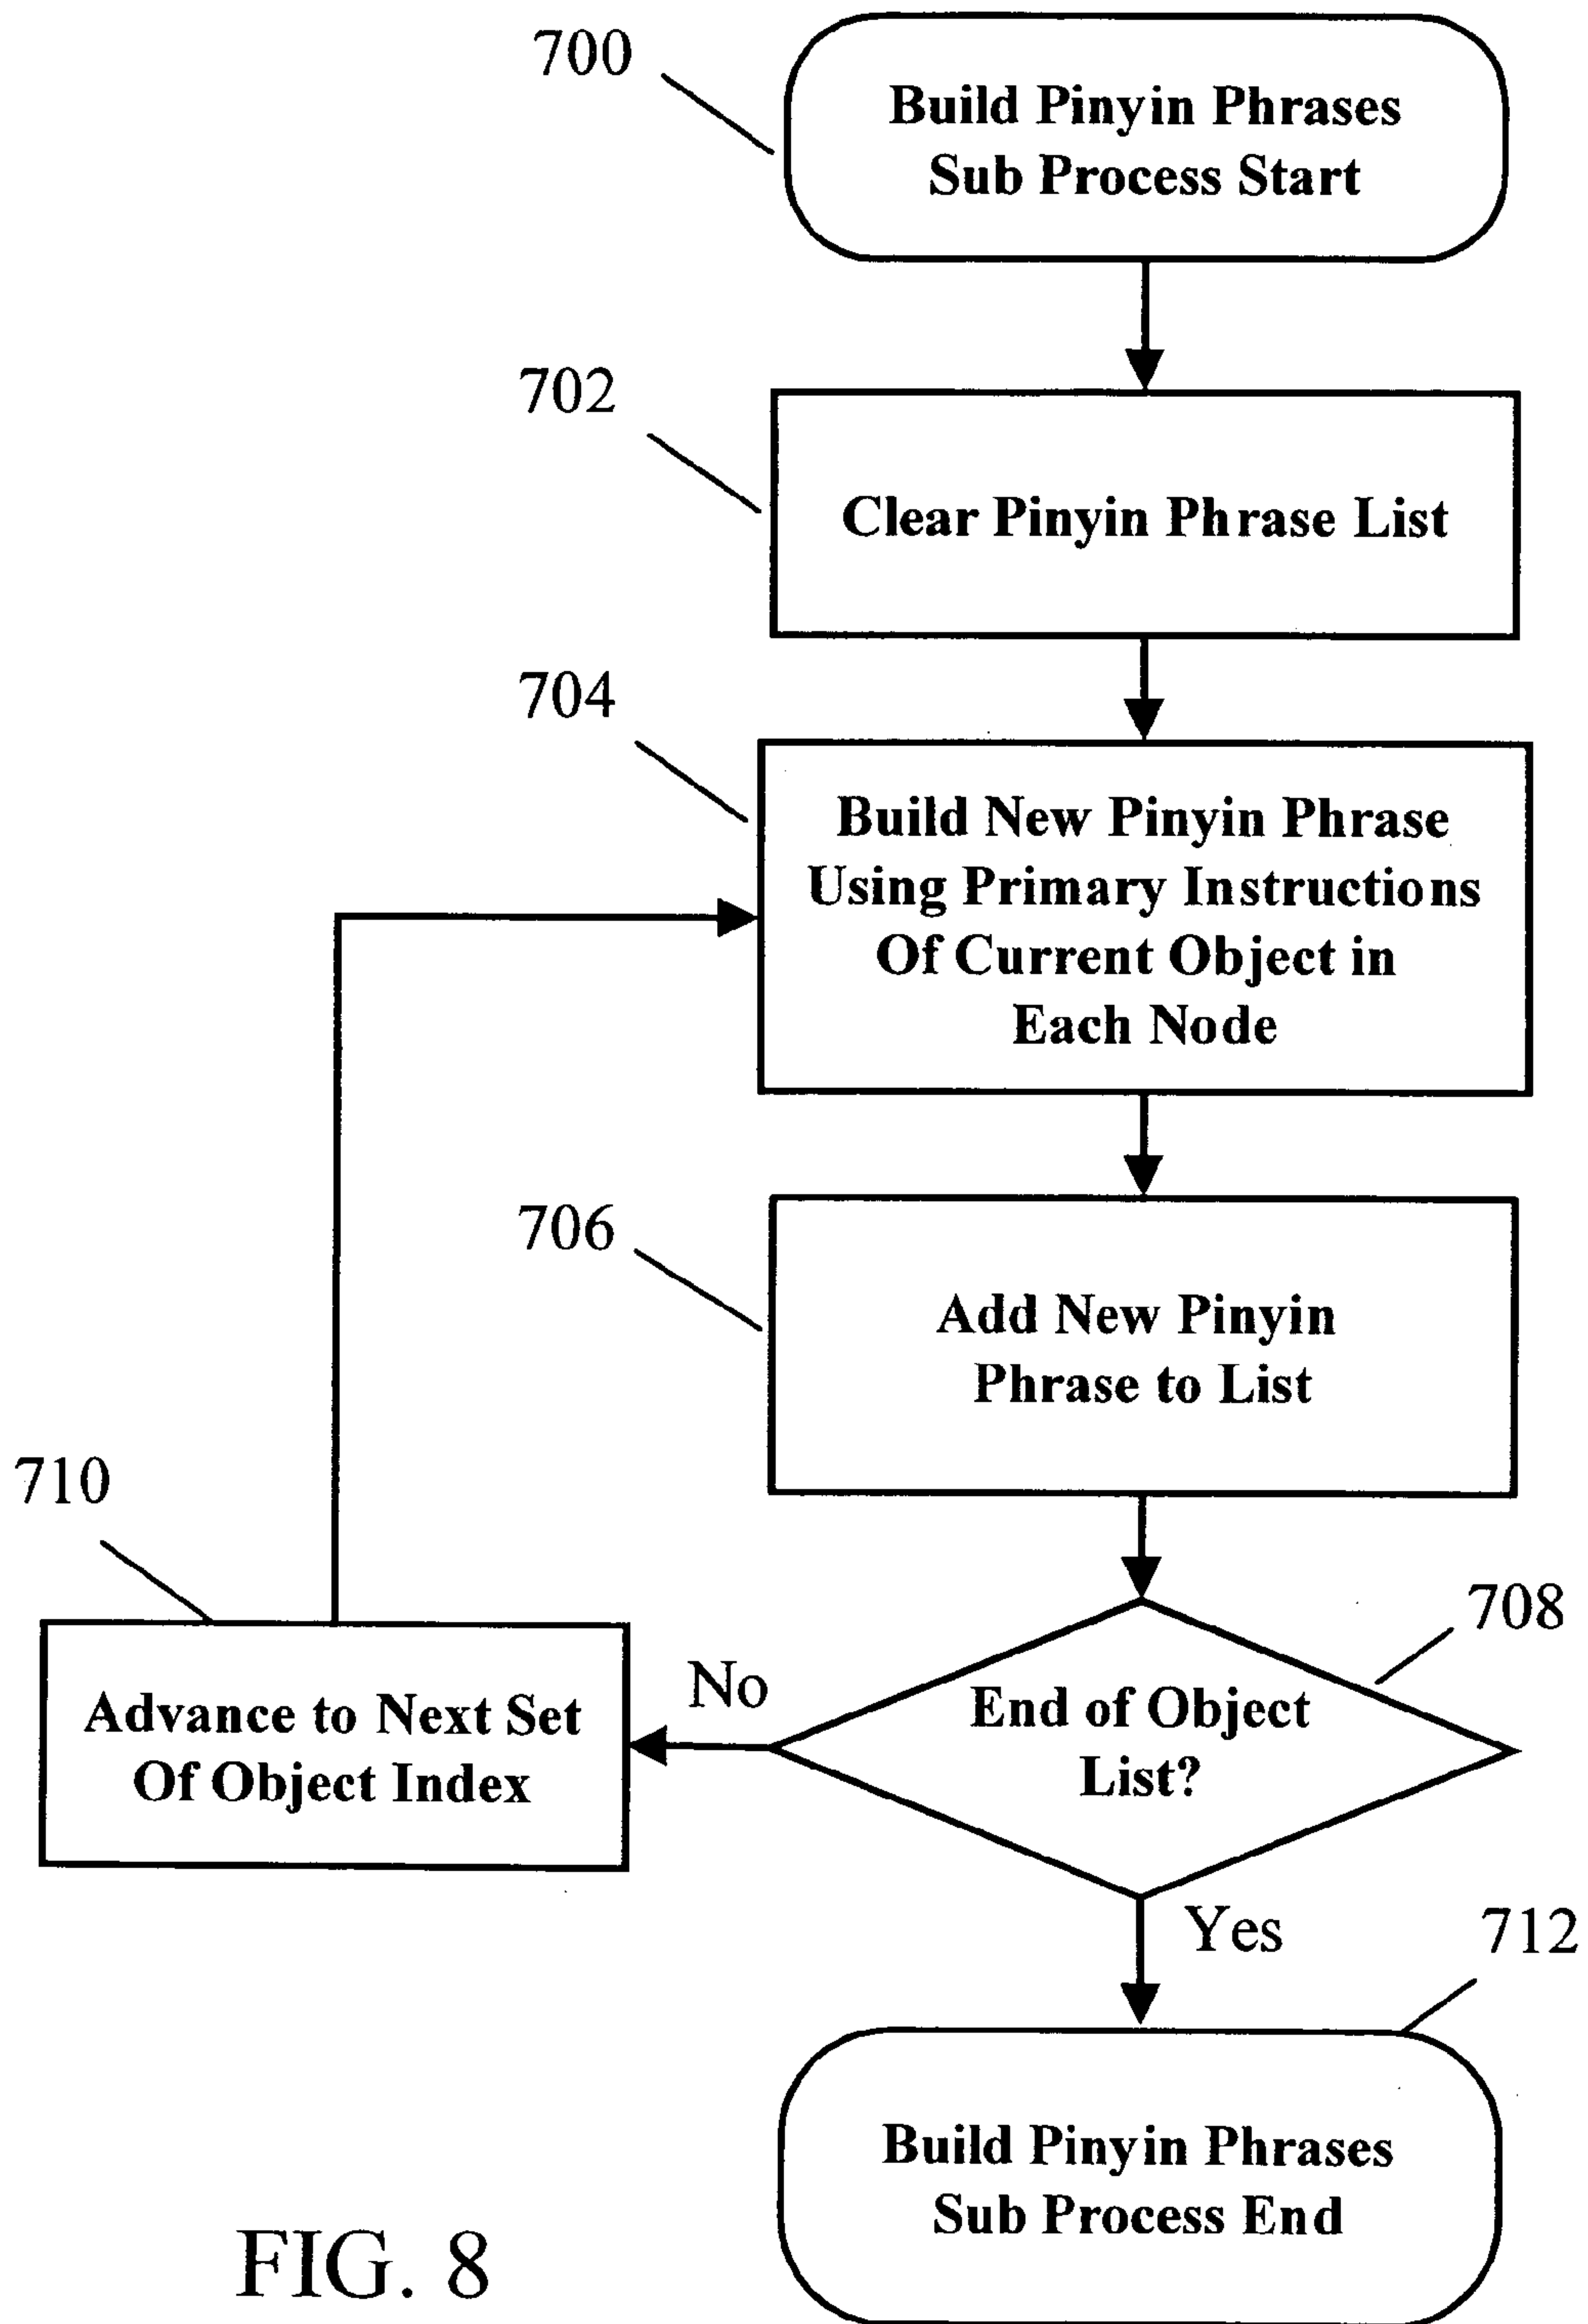 700
Build Pinyin Phrases
Sub Process Start
702
Clear Pinyin Phrase List
704
Build New Pinyin Phrase
Using Primary Instructions
Of Current Object in
Each Node
706
Add New Pinyin
Phrase to List
710
Advance to Next Set
Of Object Index
No
708
End of Object
List?
Yes
712
Build Pinyin Phrases
Sub Process End
FIG. 8